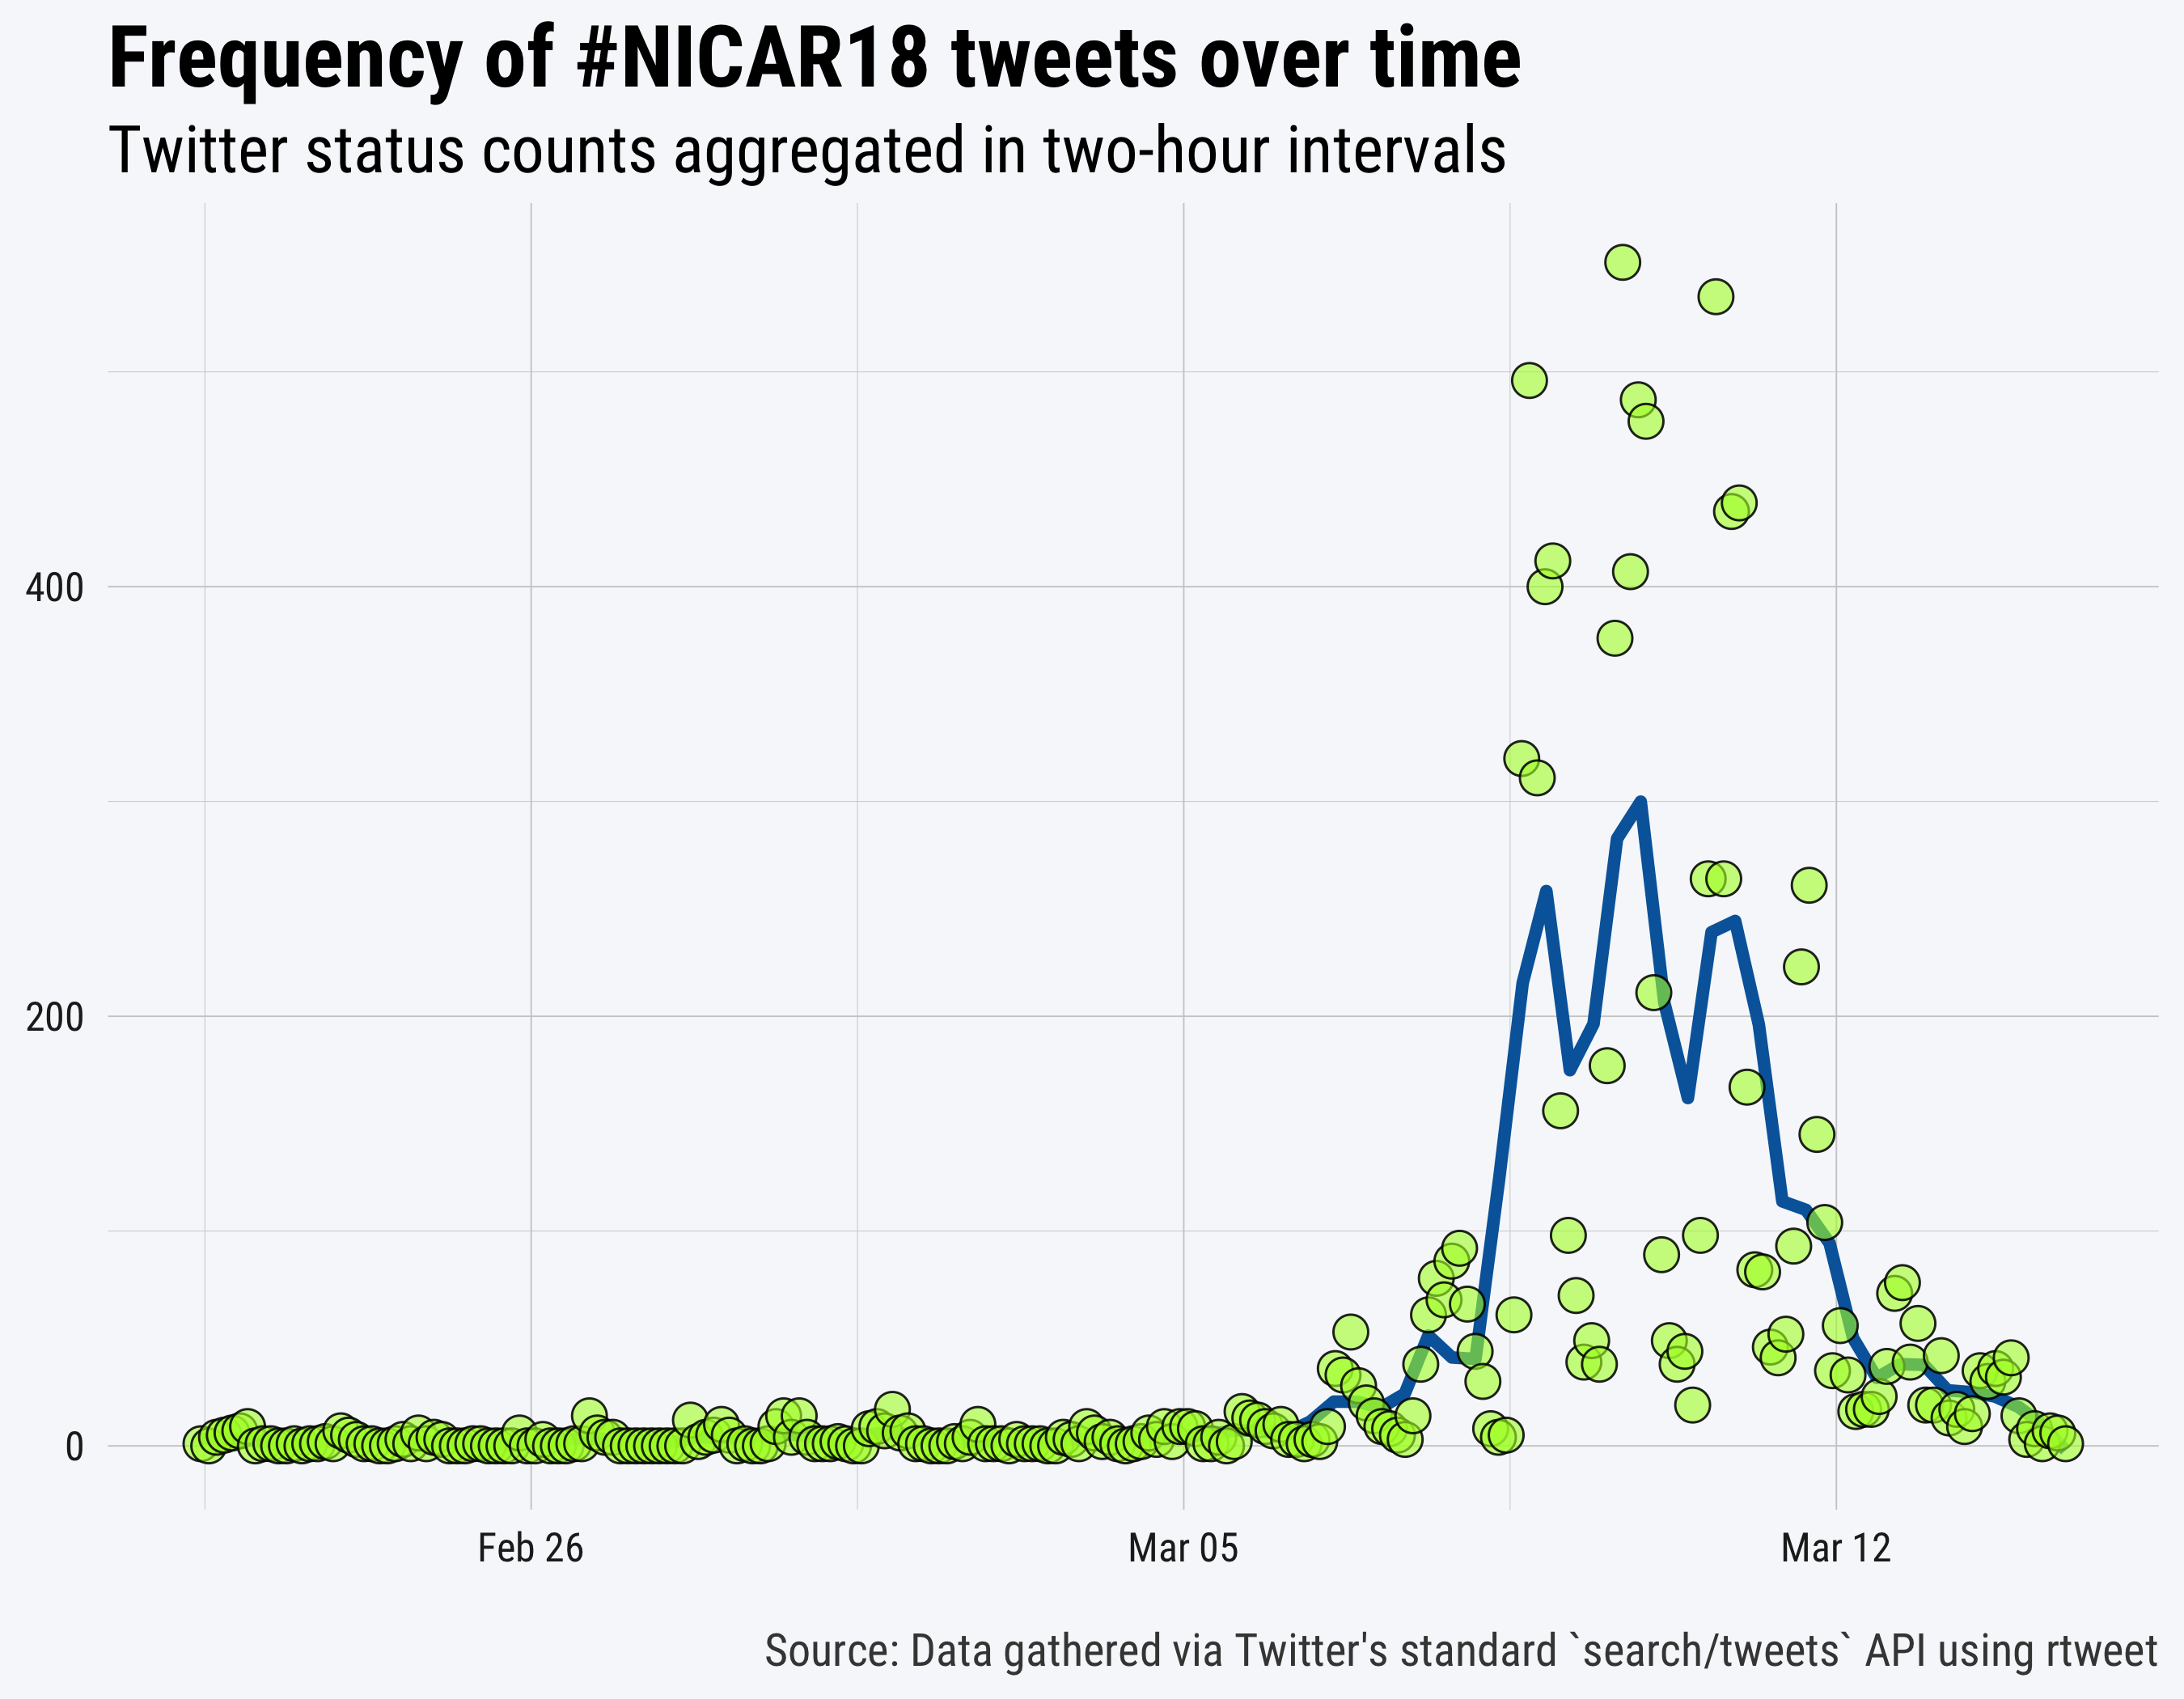 Frequency of #NICAR18 tweets over time
Twitter status counts aggregated in two-hour intervals
400
200
0
Feb 26 Mar 05 Mar 12
Source: Data gathered via Twitter's standard `search/tweets` API using rtweet